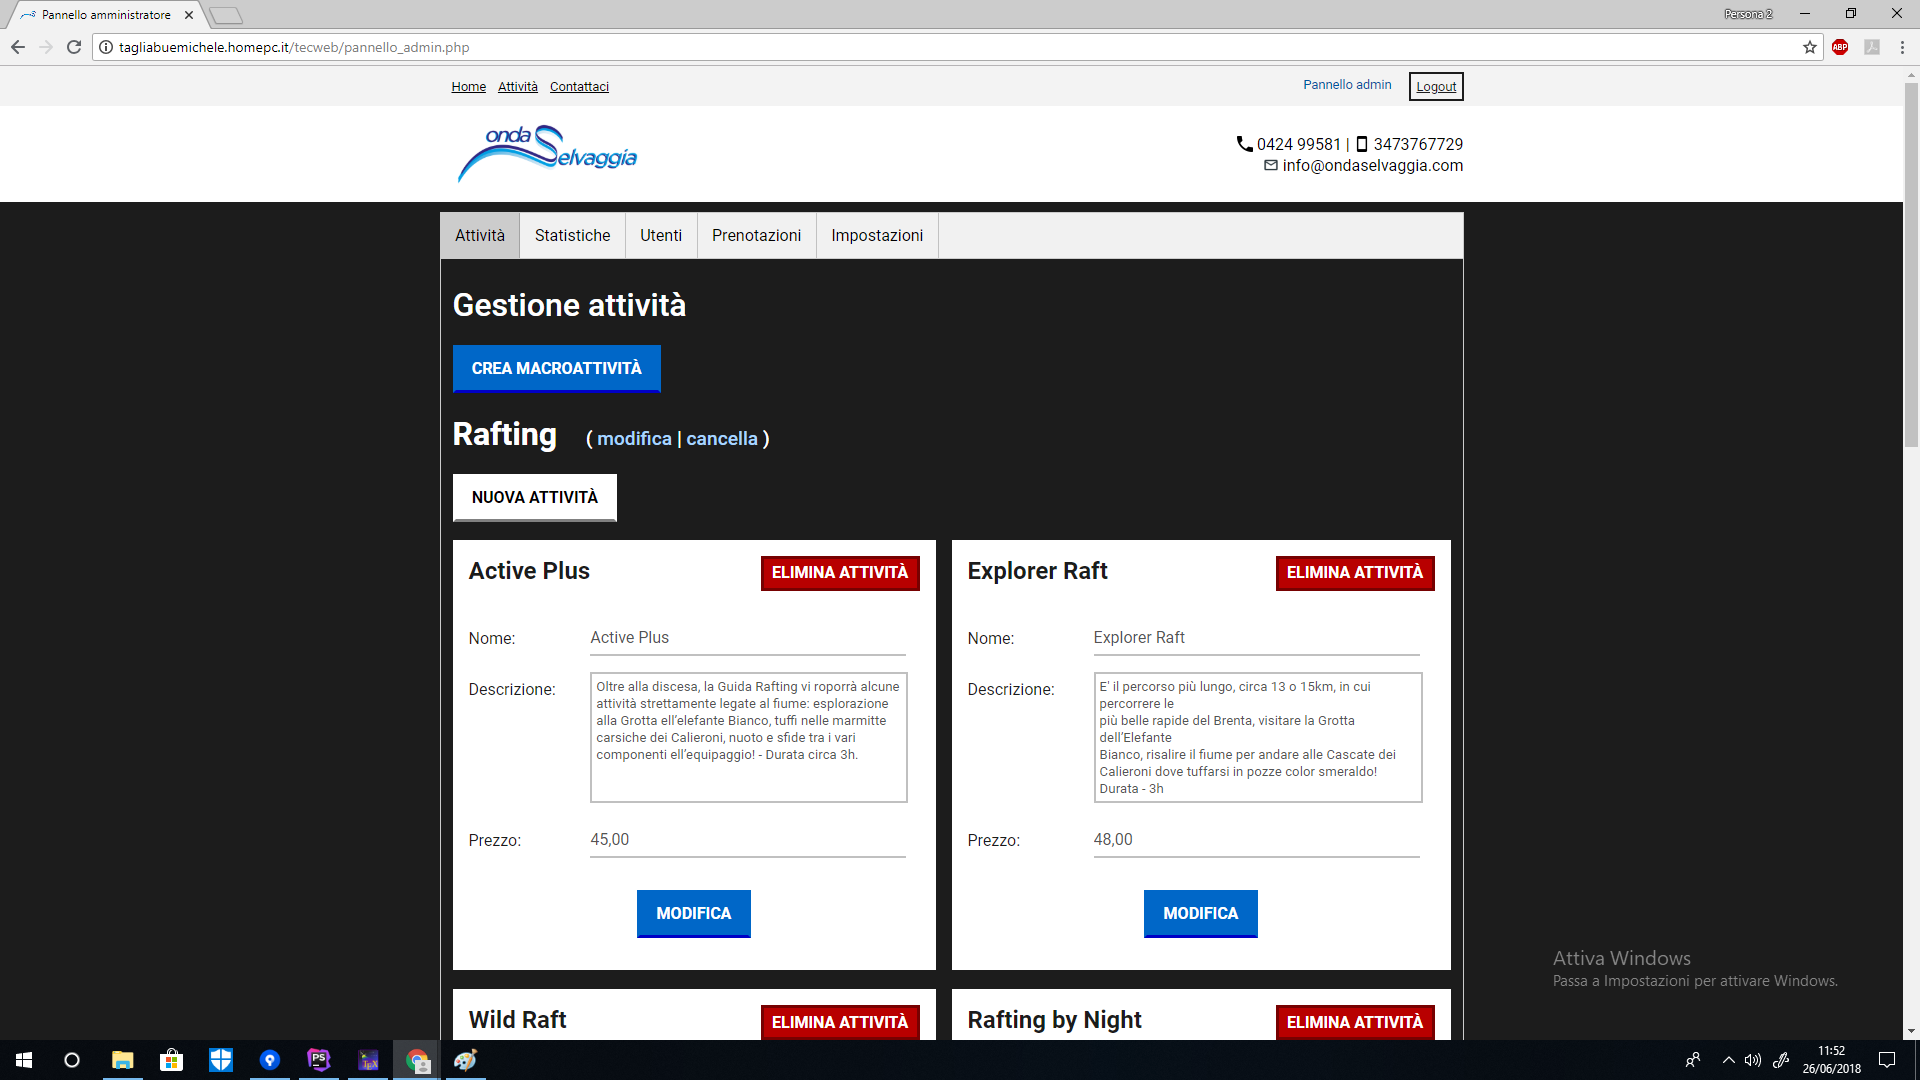 Pannello amministratore
Persona 2
tagliabuemichele.homepc.it/tecweb/pannello_admin.php
ABP
Home Attività Contattaci
Pannello admin Logout
onda Selvaggia
0424 99581 | 3473767729
info@ondaselvaggia.com
Attività Statistiche Utenti Prenotazioni Impostazioni
Gestione attività
CREA MACROATTIVITÀ
Rafting ( modifica | cancella )
NUOVA ATTIVITÀ
Active Plus
ELIMINA ATTIVITÀ
Nome: Active Plus
Descrizione:
Oltre alla discesa, la Guida Rafting vi roporrà alcune
attività strettamente legate al fiume: esplorazione
alla Grotta ell’elefante Bianco, tuffi nelle marmitte
carsiche dei Calieroni, nuoto e sfide tra i vari
componenti ell’equipaggio! - Durata circa 3h.
Prezzo: 45,00
MODIFICA
Explorer Raft
ELIMINA ATTIVITÀ
Nome: Explorer Raft
Descrizione:
E' il percorso più lungo, circa 13 o 15km, in cui
percorrere le
più belle rapide del Brenta, visitare la Grotta
dell’Elefante
Bianco, risalire il fiume per andare alle Cascate dei
Calieroni dove tuffarsi in pozze color smeraldo!
Durata - 3h
Prezzo: 48,00
MODIFICA
Wild Raft
ELIMINA ATTIVITÀ
Rafting by Night
ELIMINA ATTIVITÀ
Attiva Windows
Passa a Impostazioni per attivare Windows.
PS
TEX
11:52
26/06/2018